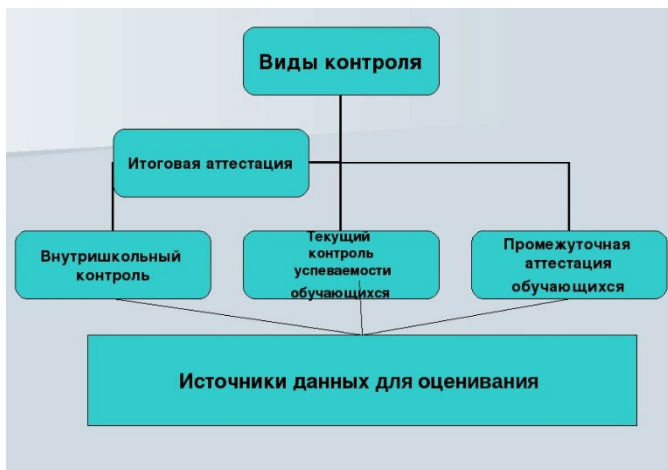 Виды контроля
Итоговая аттестация
Внутришкольный
контроль
Текущий
контроль
успеваемости
обучающихся
Промежуточная
аттестация
обучающихся
Источники данных для оценивания